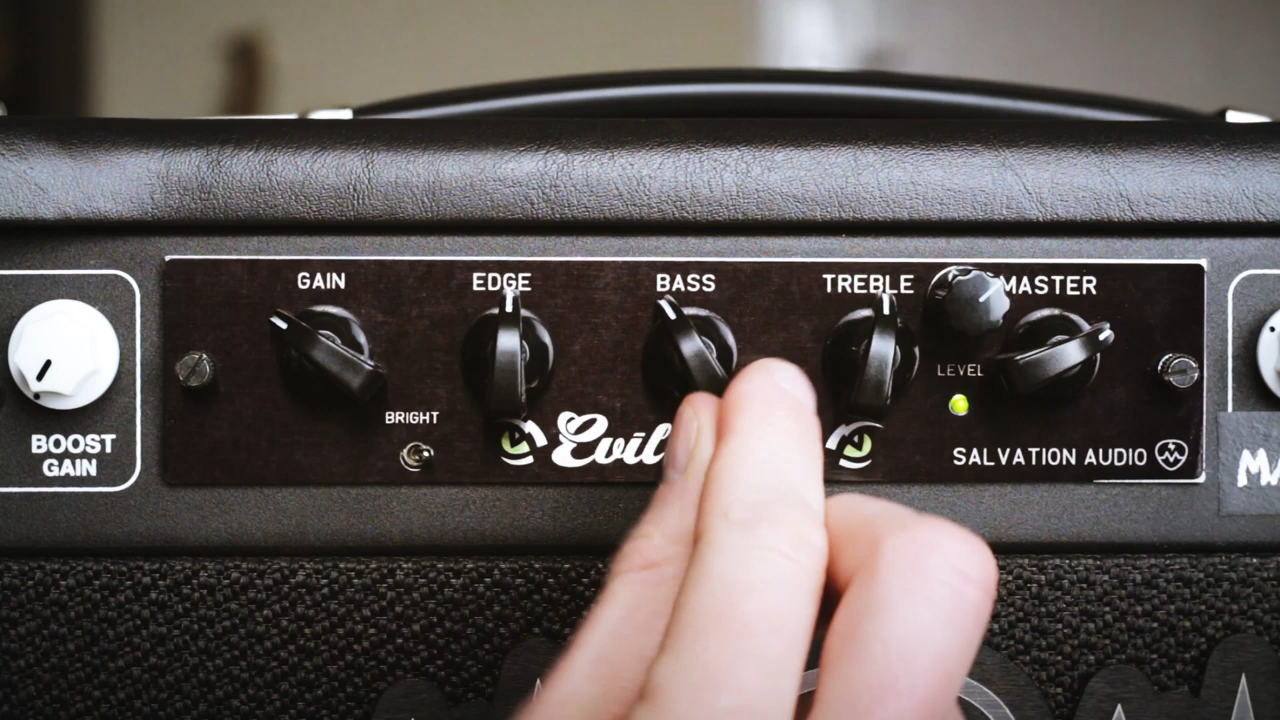 GAIN
EDGE
BASS
TREBLE
MASTER
LEVEL
BRIGHT
BOOST
GAIN
Evil
SALVATION AUDIO